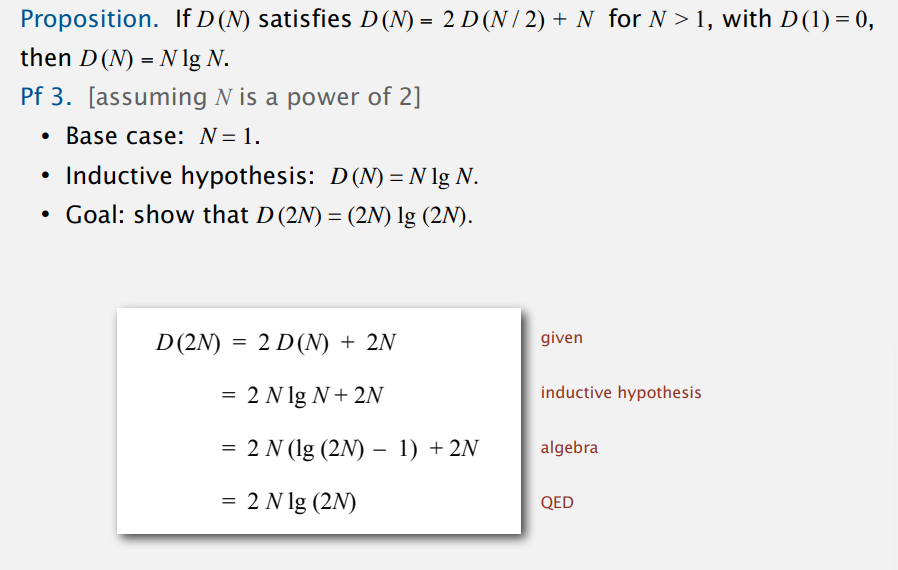 Proposition. If D(N) satisfies D(N) = 2 D(N / 2) + N for N > 1, with D(1) = 0,
then D(N) = N lg N.
Pf 3. [assuming N is a power of 2]
• Base case: N = 1.
• Inductive hypothesis: D(N) = N lg N.
• Goal: show that D(2N) = (2N) lg (2N).
D(2N) = 2 D(N) + 2N given
= 2 N lg N + 2N inductive hypothesis
= 2 N (lg (2N) – 1) + 2N algebra
= 2 N lg (2N) QED